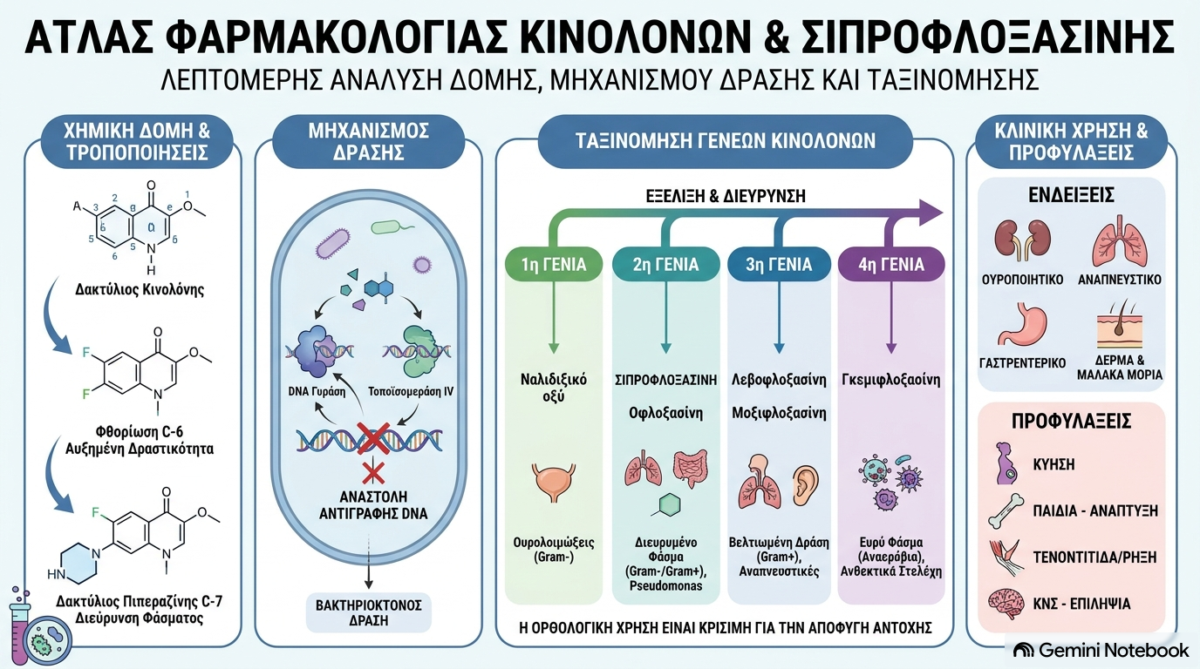 ΑΤΛΑΣ ΦΑΡΜΑΚΟΛΟΓΙΑΣ ΚΙΝΟΛΟΝΩΝ & ΣΙΠΡΟΦΛΟΞΑΣΙΝΗΣ
ΛΕΠΤΟΜΕΡΗΣ ΑΝΑΛΥΣΗ ΔΟΜΗΣ, ΜΗΧΑΝΙΣΜΟΥ ΔΡΑΣΗΣ ΚΑΙ ΤΑΞΙΝΟΜΗΣΗΣ
ΧΗΜΙΚΗ ΔΟΜΗ &
ΤΡΟΠΟΠΟΙΗΣΕΙΣ
A
O
O
N
H
Δακτύλιος Κινολόνης
F
F
O
O
N
Φθορίωση C-6
Αυξημένη Δραστικότητα
F
O
O
N
N
HN
Δακτύλιος Πιπεραζίνης C-7
Διεύρυνση Φάσματος
ΜΗΧΑΝΙΣΜΟΣ
ΔΡΑΣΗΣ
DNA Γυράση
Τοποϊσομεράση IV
ΑΝΑΣΤΟΛΗ
ΑΝΤΙΓΡΑΦΗΣ DNA
ΒΑΚΤΗΡΙΟΚΤΟΝΟΣ
ΔΡΑΣΗ
ΤΑΞΙΝΟΜΗΣΗ ΓΕΝΕΩΝ ΚΙΝΟΛΟΝΩΝ
ΕΞΕΛΙΞΗ & ΔΙΕΥΡΥΝΣΗ
1η ΓΕΝΙΑ
Ναλιδιξικό
οξύ
Ουρολοιμώξεις
(Gram-)
2η ΓΕΝΙΑ
ΣΙΠΡΟΦΛΟΞΑΣΙΝΗ
Οφλοξασίνη
Διευρυμένο
Φάσμα
(Gram-/Gram+),
Pseudomonas
3η ΓΕΝΙΑ
Λεβοφλοξασίνη
Μοξιφλοξασίνη
Βελτιωμένη Δράση
(Gram+),
Αναπνευστικές
4η ΓΕΝΙΑ
Γκεμιφλοξαοίνη
Ευρύ Φάσμα
(Αναερόβια),
Ανθεκτικά Στελέχη
Η ΟΡΘΟΛΟΓΙΚΗ ΧΡΗΣΗ ΕΙΝΑΙ ΚΡΙΣΙΜΗ ΓΙΑ ΤΗΝ ΑΠΟΦΥΓΗ ΑΝΤΟΧΗΣ
ΚΛΙΝΙΚΗ ΧΡΗΣΗ &
ΠΡΟΦΥΛΑΞΕΙΣ
ΕΝΔΕΙΞΕΙΣ
ΟΥΡΟΠΟΙΗΤΙΚΟ
ΑΝΑΠΝΕΥΣΤΙΚΟ
ΓΑΣΤΡΕΝΤΕΡΙΚΟ
ΔΕΡΜΑ &
ΜΑΛΑΚΑ ΜΟΡΙΑ
ΠΡΟΦΥΛΑΞΕΙΣ
ΚΥΗΣΗ
ΠΑΙΔΙΑ - ΑΝΑΠΤΥΞΗ
ΤΕΝΟΝΤΙΤΙΔΑ/ΡΗΞΗ
ΚΝΣ - ΕΠΙΛΗΨΙΑ
Gemini Notebook